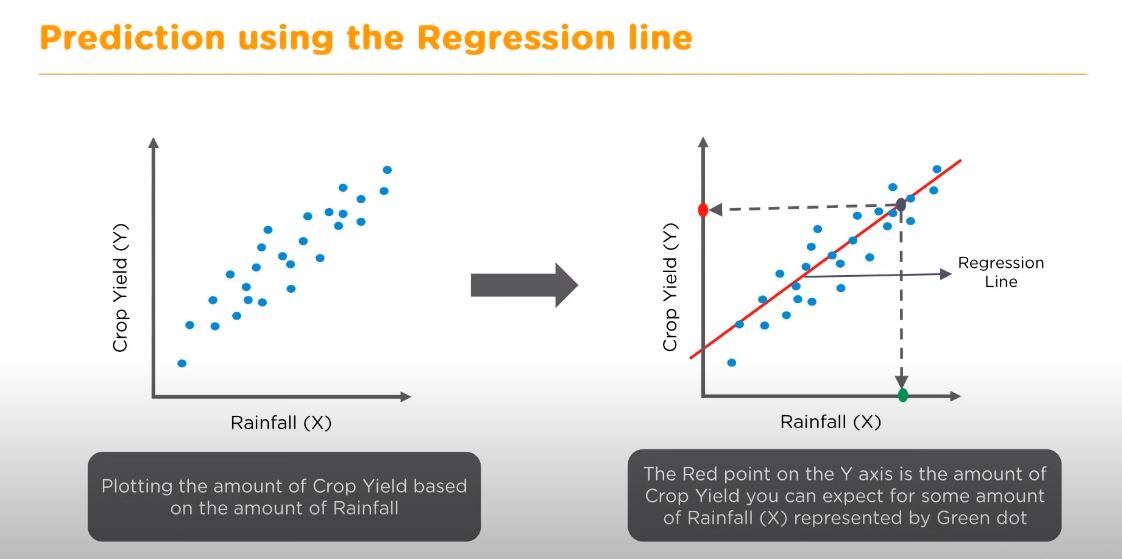 Prediction using the Regression line
Crop Yield (Y)
Rainfall (X)
Plotting the amount of Crop Yield based
on the amount of Rainfall
Crop Yield (Y)
Regression
Line
Rainfall (X)
The Red point on the Y axis is the amount of
Crop Yield you can expect for some amount
of Rainfall (X) represented by Green dot